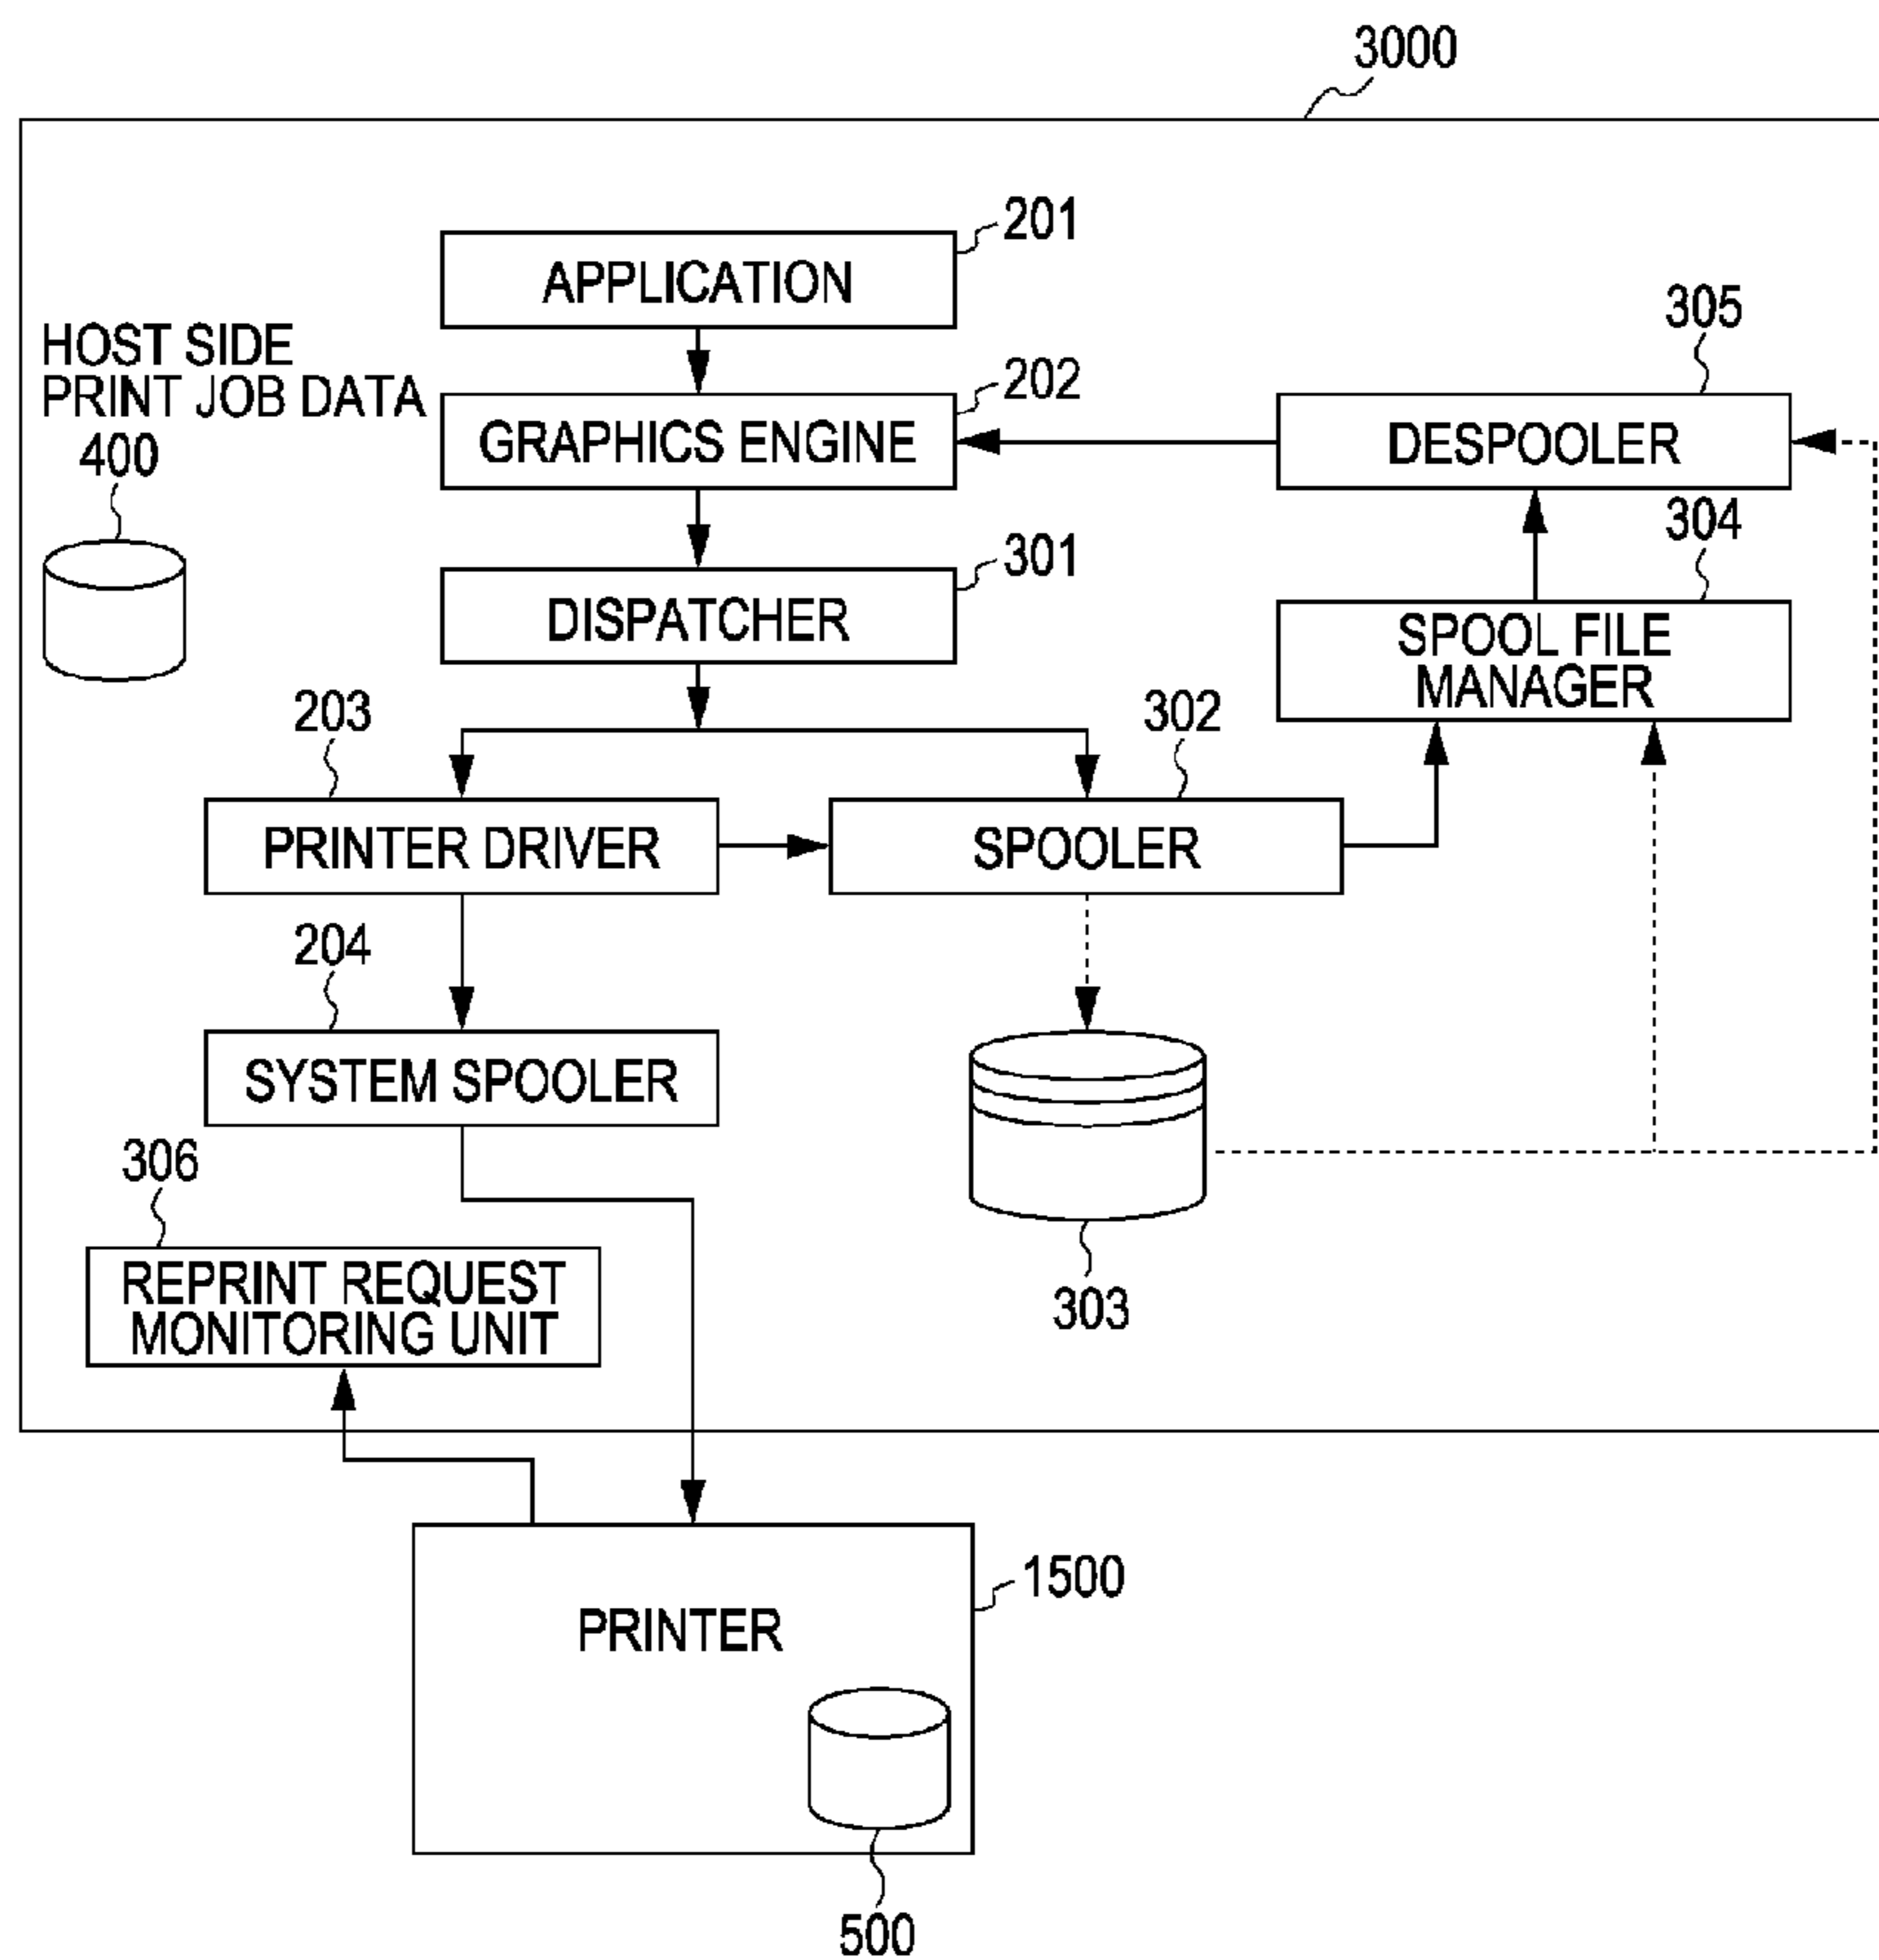 3000
201
APPLICATION
305
HOST SIDE
PRINT JOB DATA
400
202
GRAPHICS ENGINE
DESPOOLER
304
301
DISPATCHER
SPOOL FILE
MANAGER
203
302
PRINTER DRIVER
SPOOLER
204
SYSTEM SPOOLER
306
REPRINT REQUEST
MONITORING UNIT
303
1500
PRINTER
500